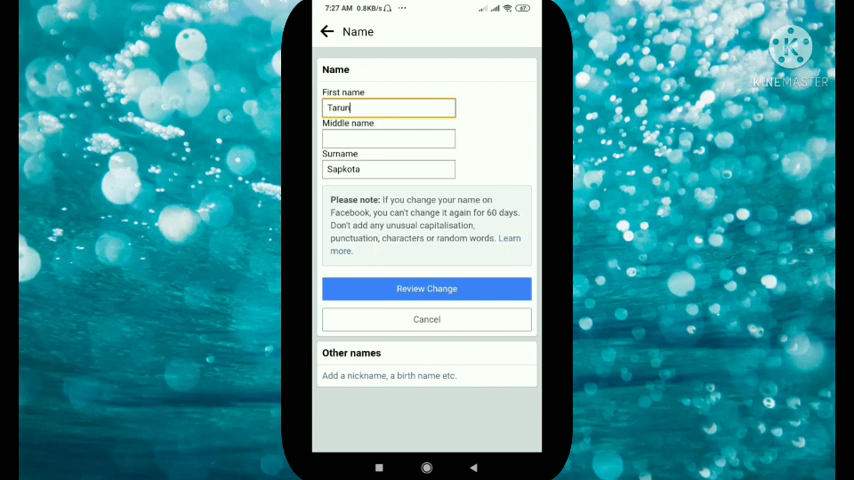 7:27 AM 0.8KB/s ... 67
Name
KINEMASTER
Name
First name
Tarun
Middle name
Surname
Sapkota
Please note: If you change your name on
Facebook, you can't change it again for 60 days.
Don't add any unusual capitalisation,
punctuation, characters or random words. Learn
more.
Review Change
Cancel
Other names
Add a nickname, a birth name etc.